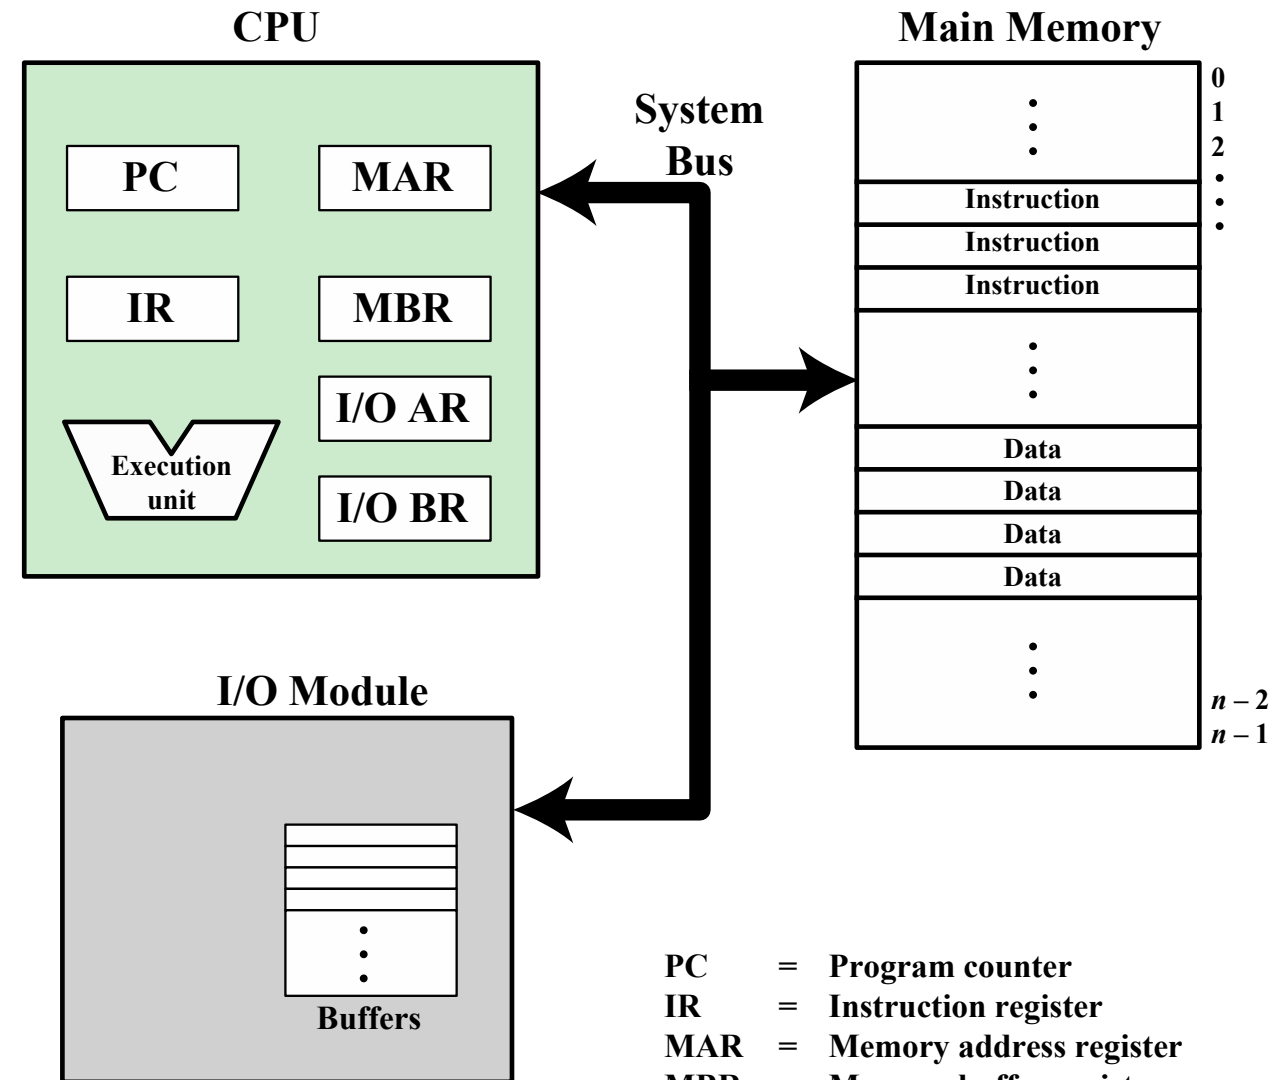 CPU
Main Memory
System
Bus
PC
MAR
IR
MBR
I/O AR
I/O BR
Execution
unit
0
1
2
Instruction
Instruction
Instruction
Data
Data
Data
Data
n – 2
n – 1
I/O Module
Buffers
PC = Program counter
IR = Instruction register
MAR = Memory address register